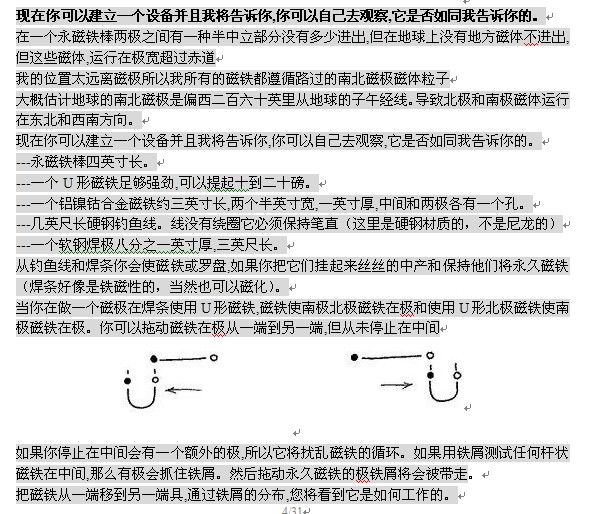 现在你可以建立一个设备并且我将告诉你,你可以自己去观察,它是否如同我告诉你的。
在一个永磁铁棒两极之间有一种半中立部分没有多少进出,但在地球上没有地方磁体不进出,
但这些磁体,运行在极宽超过赤道
我的位置太远离磁极所以我所有的磁铁都遵循路过的南北磁极磁体粒子
大概估计地球的南北磁极是偏西二百六十英里从地球的子午经线。导致北极和南极磁体运行
在东北和西南方向。
现在你可以建立一个设备并且我将告诉你,你可以自己去观察,它是否如同我告诉你的。
---永磁铁棒四英寸长。
---一个 U 形磁铁足够强劲,可以提起十到二十磅。
---一个铝镍钴合金磁铁约三英寸长,两个半英寸宽,一英寸厚,中间和两极各有一个孔。
---几英尺长硬钢钓鱼线。线没有绕圈它必须保持笔直（这里是硬钢材质的，不是尼龙的）
---一个软钢焊极八分之一英寸厚,三英尺长。
从钓鱼线和焊条你会使磁铁或罗盘,如果你把它们挂起来丝丝的中产和保持他们将永久磁铁
（焊条好像是铁磁性的，当然也可以磁化）。
当你在做一个磁极在焊条使用 U 形磁铁,磁铁使南极北极磁铁在极和使用 U 形北极磁铁使南
极磁铁在极。你可以拖动磁铁在极从一端到另一端,但从未停止在中间
如果你停止在中间会有一个额外的极,所以它将扰乱磁铁的循环。如果用铁屑测试任何杆状
磁铁在中间,那么有极会抓住铁屑。然后拖动永久磁铁的极铁屑将会被带走。
把磁铁从一端移到另一端具,通过铁屑的分布,您将看到它是如何工作的。
4/31